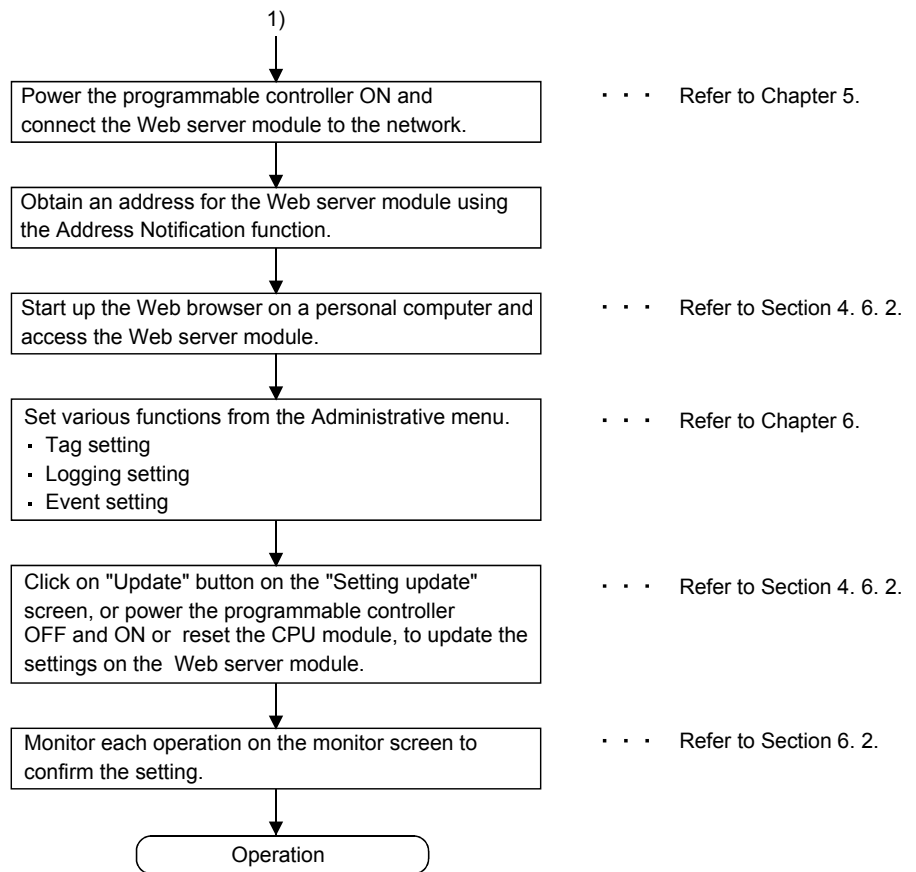 1)
Power the programmable controller ON and
connect the Web server module to the network.
· · · Refer to Chapter 5.
Obtain an address for the Web server module using
the Address Notification function.
Start up the Web browser on a personal computer and
access the Web server module.
· · · Refer to Section 4. 6. 2.
Set various functions from the Administrative menu.
· Tag setting
· Logging setting
· Event setting
· · · Refer to Chapter 6.
Click on "Update" button on the "Setting update"
screen, or power the programmable controller
OFF and ON or reset the CPU module, to update the
settings on the Web server module.
· · · Refer to Section 4. 6. 2.
Monitor each operation on the monitor screen to
confirm the setting.
· · · Refer to Section 6. 2.
Operation